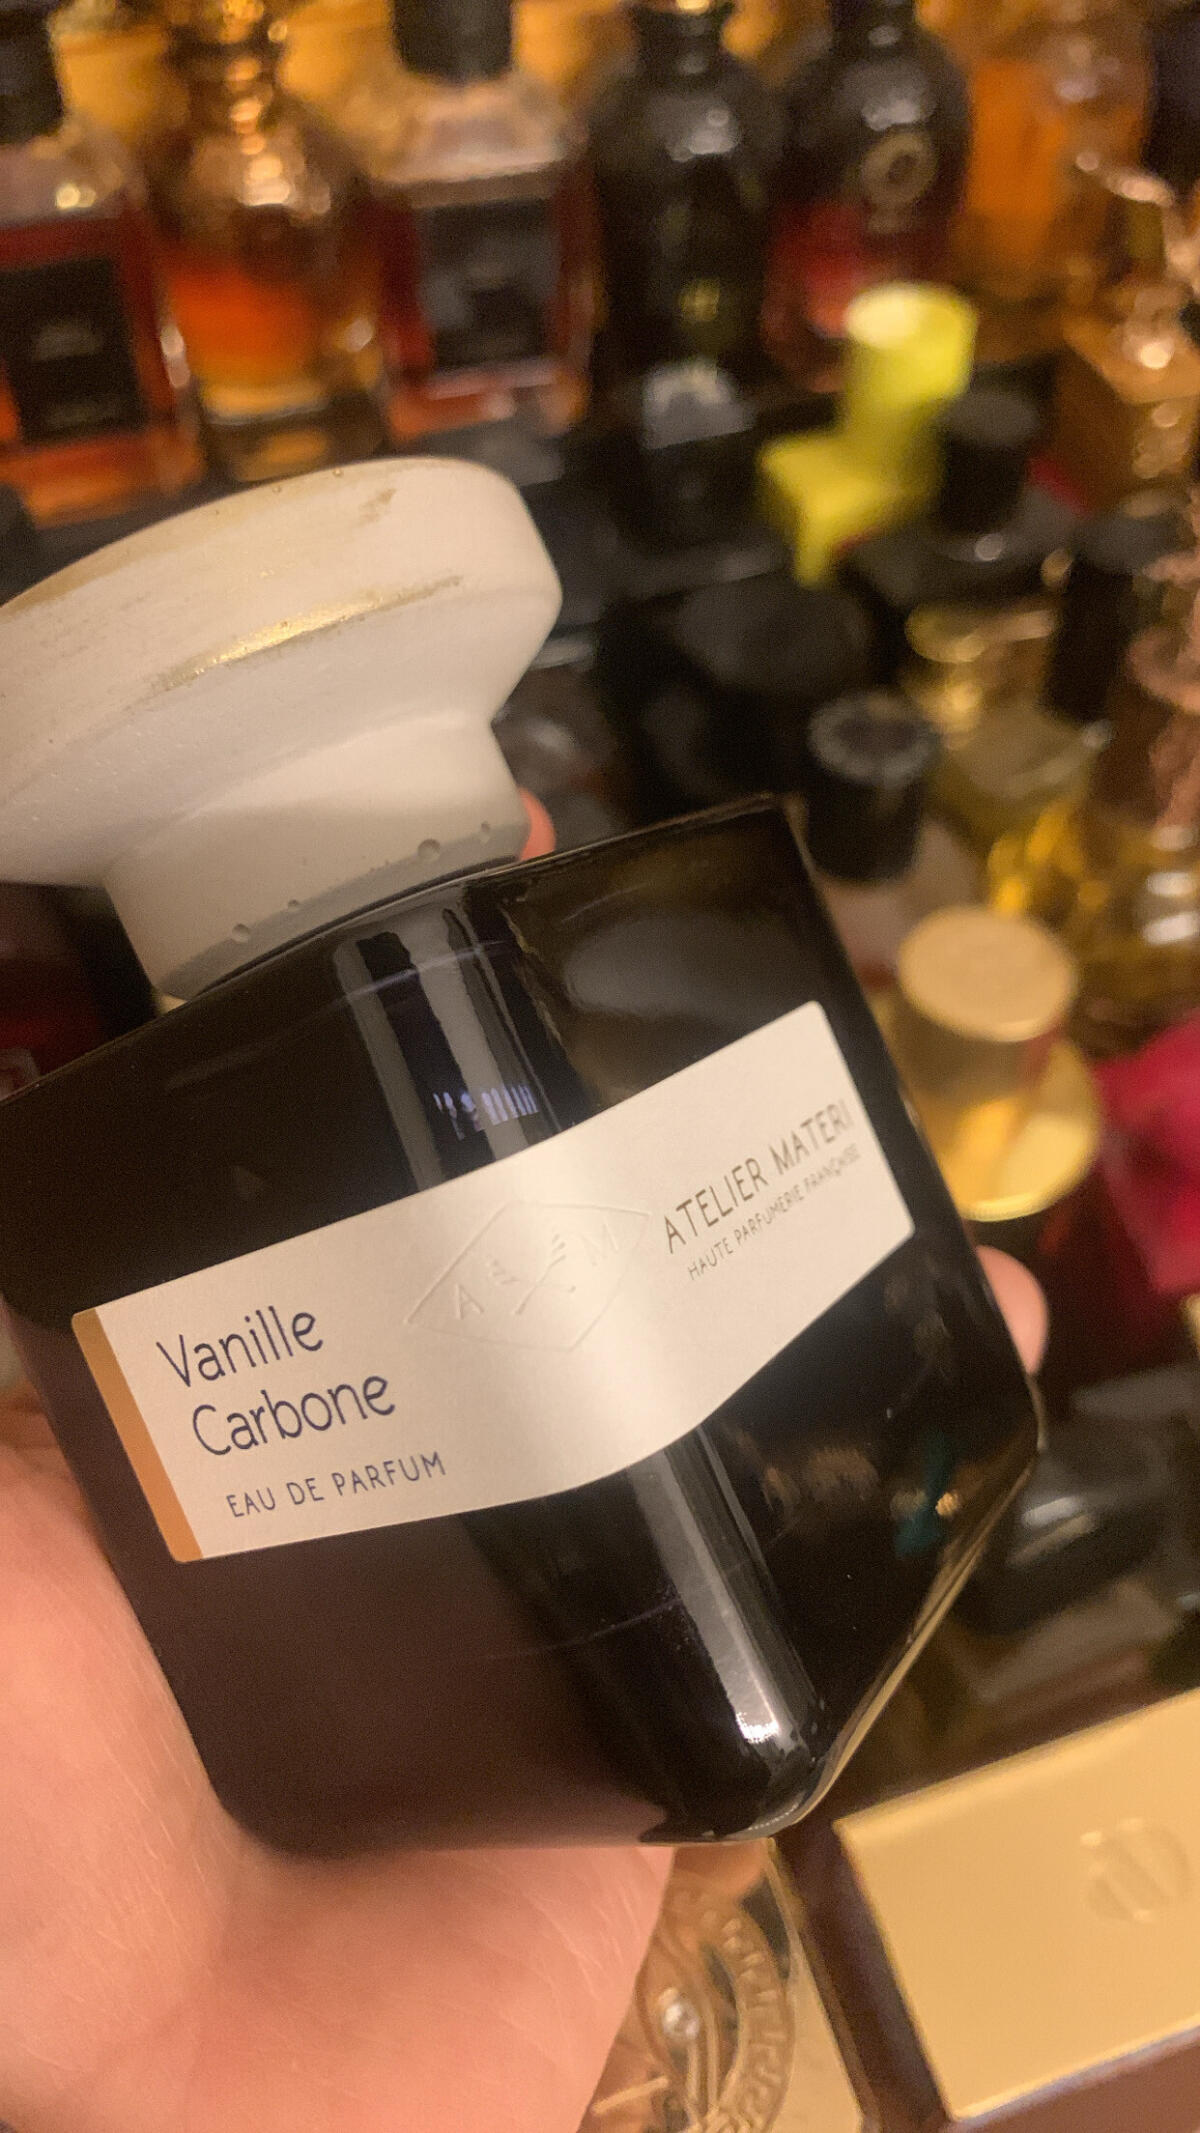 Vanille
Carbone
EAU DE PARFUM
A M
ATELIER MATERI
HAUTE PARFUMERIE FRANÇAISE